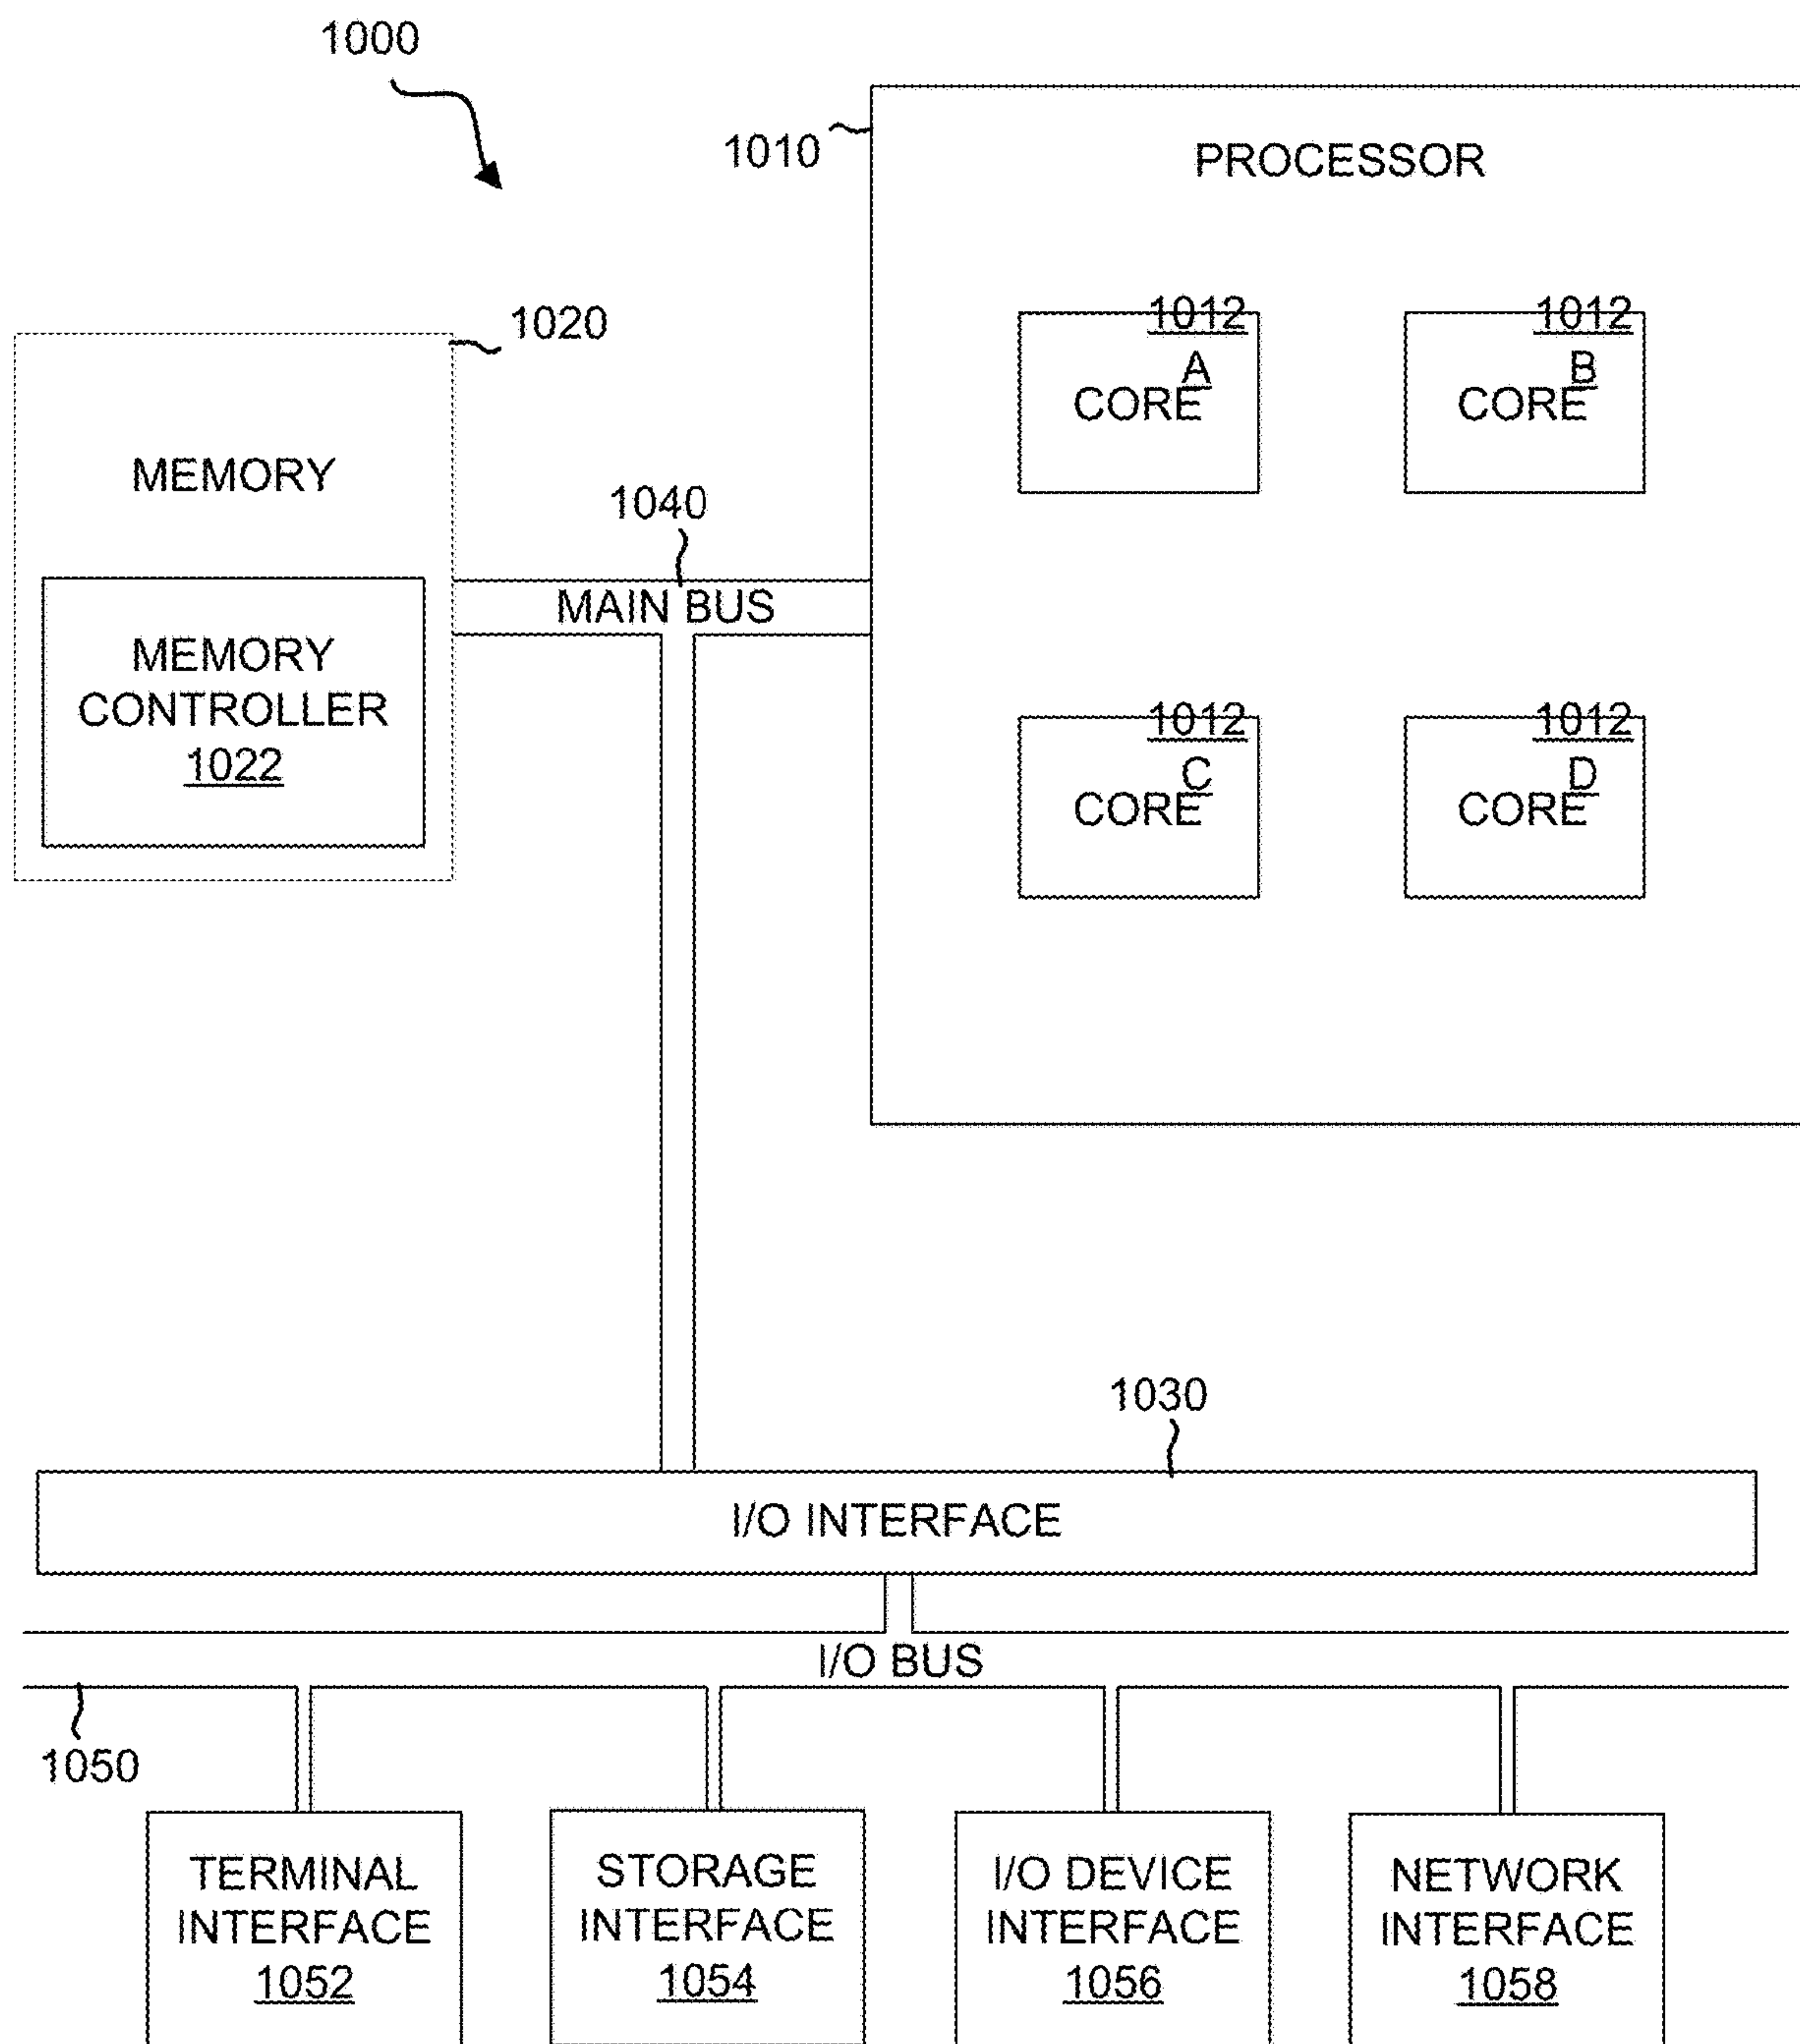 1000
1010
PROCESSOR
1020
1012
A
CORE
1012
B
CORE
MEMORY
1040
MAIN BUS
MEMORY
CONTROLLER
1022
1012
C
CORE
1012
D
CORE
1030
I/O INTERFACE
I/O BUS
1050
TERMINAL
INTERFACE
1052
STORAGE
INTERFACE
1054
I/O DEVICE
INTERFACE
1056
NETWORK
INTERFACE
1058